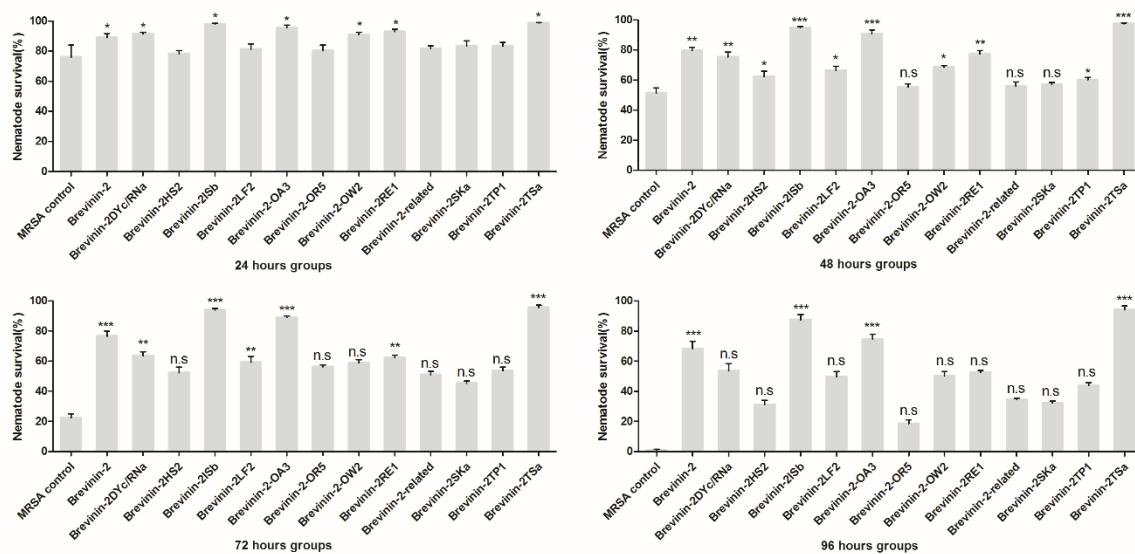 Nematode survival(%)
100
80
60
40
20
0
* * * * * * *
MRSA control
Brevinin-2
Brevinin-2DYc/RNa
Brevinin-2HS2
Brevinin-2ISb
Brevinin-2LF2
Brevinin-2-OA3
Brevinin-2-OR5
Brevinin-2-OW2
Brevinin-2RE1
Brevinin-2-related
Brevinin-2SKa
Brevinin-2TP1
Brevinin-2TSa
24 hours groups
Nematode survival(%)
100
80
60
40
20
0
** ** * *** * *** n.s * ** n.s n.s * ***
MRSA control
Brevinin-2
Brevinin-2DYc/RNa
Brevinin-2HS2
Brevinin-2ISb
Brevinin-2LF2
Brevinin-2-OA3
Brevinin-2-OR5
Brevinin-2-OW2
Brevinin-2RE1
Brevinin-2-related
Brevinin-2SKa
Brevinin-2TP1
Brevinin-2TSa
48 hours groups
Nematode survival(%)
100
80
60
40
20
0
*** ** n.s *** ** *** n.s n.s ** n.s n.s n.s ***
MRSA control
Brevinin-2
Brevinin-2DYc/RNa
Brevinin-2HS2
Brevinin-2ISb
Brevinin-2LF2
Brevinin-2-OA3
Brevinin-2-OR5
Brevinin-2-OW2
Brevinin-2RE1
Brevinin-2-related
Brevinin-2SKa
Brevinin-2TP1
Brevinin-2TSa
72 hours groups
Nematode survival(%)
100
80
60
40
20
0
*** n.s n.s *** n.s *** n.s n.s n.s n.s n.s n.s ***
MRSA control
Brevinin-2
Brevinin-2DYc/RNa
Brevinin-2HS2
Brevinin-2ISb
Brevinin-2LF2
Brevinin-2-OA3
Brevinin-2-OR5
Brevinin-2-OW2
Brevinin-2RE1
Brevinin-2-related
Brevinin-2SKa
Brevinin-2TP1
Brevinin-2TSa
96 hours groups